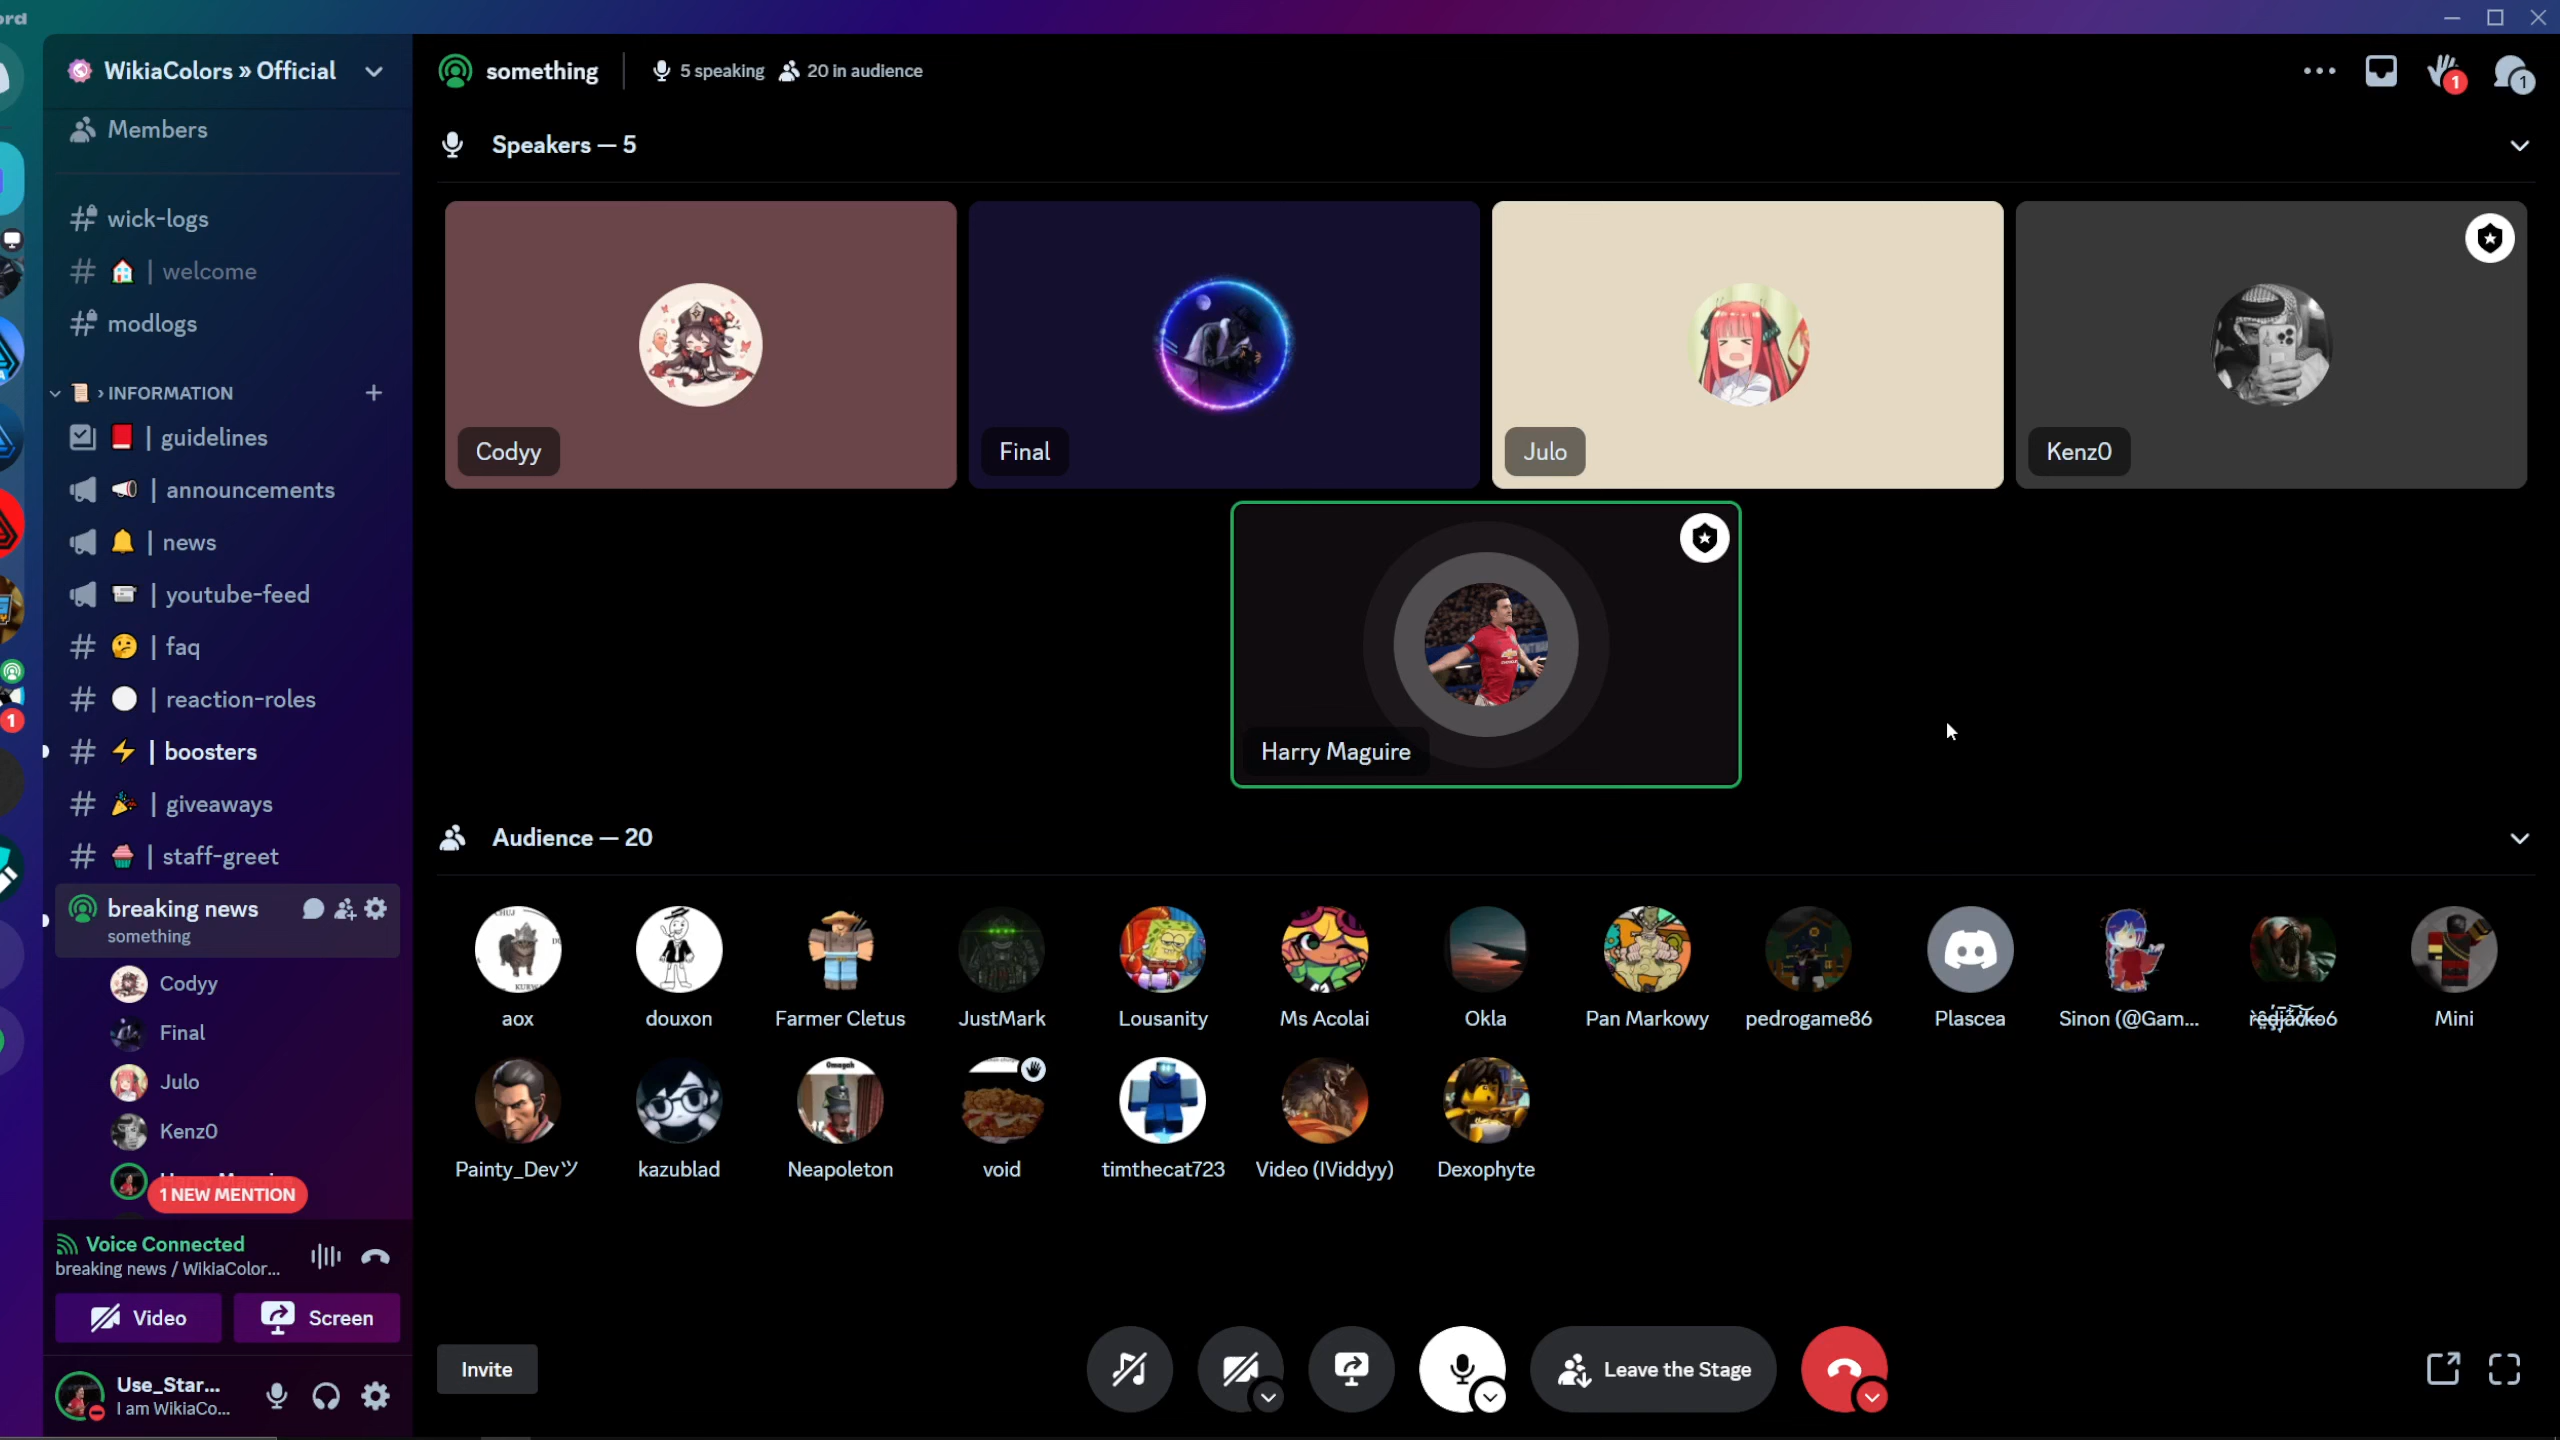 ord
WikiaColors » Official
Members
wick-logs
| welcome
modlogs
› INFORMATION
| guidelines
| announcements
| news
| youtube-feed
| faq
| reaction-roles
| boosters
| giveaways
| staff-greet
breaking news
something
Codyy
Final
Julo
Kenz0
1 NEW MENTION
1
Voice Connected
breaking news / WikiaColor...
Video
Screen
Use_Star...
I am WikiaCo...
something
5 speaking
20 in audience
1
1
Speakers — 5
Codyy
Final
Julo
Kenz0
Harry Maguire
Audience — 20
aox
douxon
Farmer Cletus
JustMark
Lousanity
Ms Acolai
Okla
Pan Markowy
pedrogame86
Plascea
Sinon (@Gam...
Mini
Painty_Devツ
kazublad
Neapoleton
void
timthecat723
Video (IViddyy)
Dexophyte
Invite
Leave the Stage